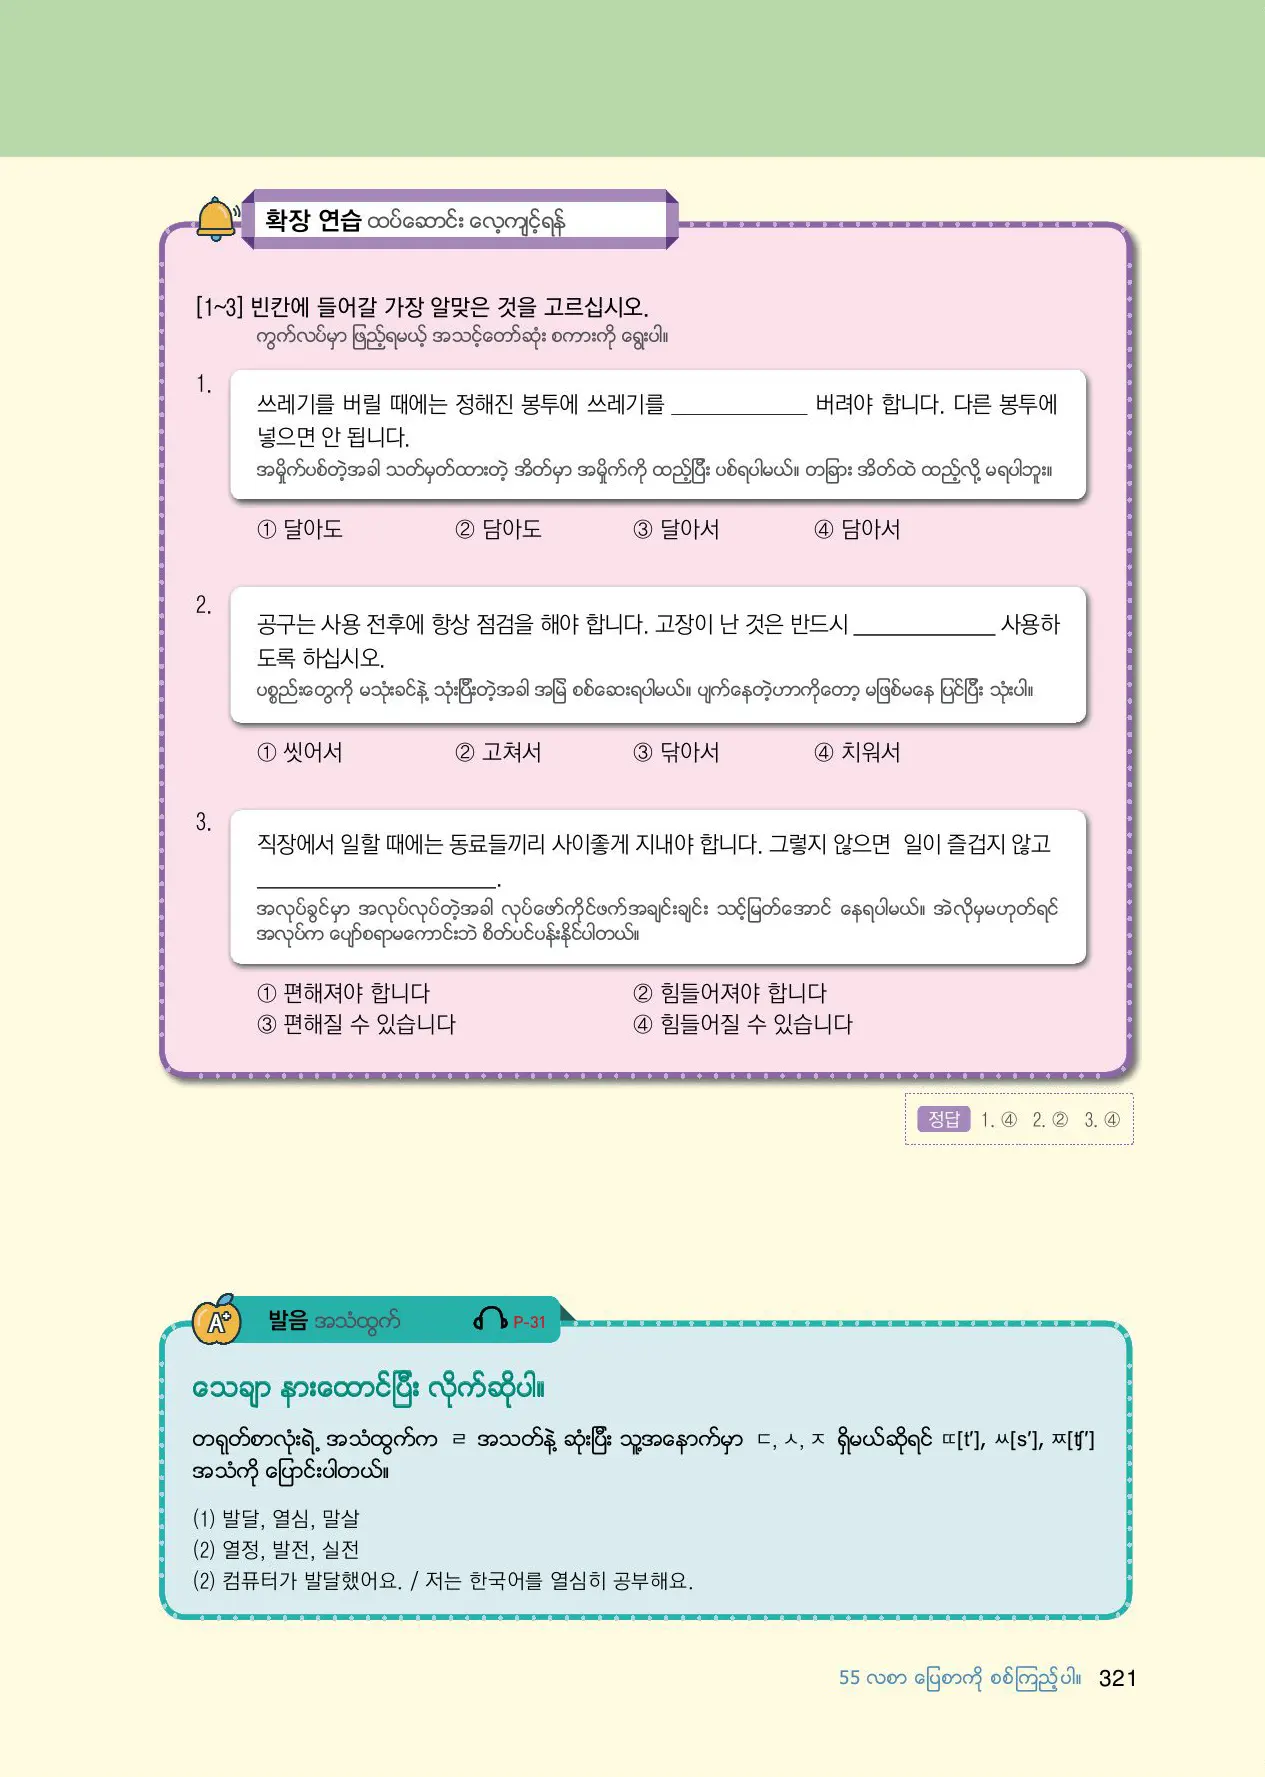 확장 연습 ထပ်ဆောင်း လေ့ကျင့်ရန်
[1~3] 빈칸에 들어갈 가장 알맞은 것을 고르십시오.
ကွက်လပ်မှာ ဖြည့်ရမယ့် အသင့်တော်ဆုံး စကားကို ရွေးပါ။
1.
쓰레기를 버릴 때에는 정해진 봉투에 쓰레기를 ____________ 버려야 합니다. 다른 봉투에
넣으면 안 됩니다.
အမှိုက်ပစ်တဲ့အခါ သတ်မှတ်ထားတဲ့ အိတ်မှာ အမှိုက်ကို ထည့်ပြီး ပစ်ရပါမယ်။ တခြား အိတ်ထဲ ထည့်လို့ မရပါဘူး။
① 달아도 ② 담아도 ③ 달아서 ④ 담아서
2.
공구는 사용 전후에 항상 점검을 해야 합니다. 고장이 난 것은 반드시 ____________ 사용하
도록 하십시오.
ပစ္စည်းတွေကို မသုံးခင်နဲ့ သုံးပြီးတဲ့အခါ အမြဲ စစ်ဆေးရပါမယ်။ ပျက်နေတဲ့ဟာကိုတော့ မဖြစ်မနေ ပြင်ပြီး သုံးပါ။
① 씻어서 ② 고쳐서 ③ 닦아서 ④ 치워서
3.
직장에서 일할 때에는 동료들끼리 사이좋게 지내야 합니다. 그렇지 않으면 일이 즐겁지 않고
____________________.
အလုပ်ခွင်မှာ အလုပ်လုပ်တဲ့အခါ လုပ်ဖော်ကိုင်ဖက်အချင်းချင်း သင့်မြတ်အောင် နေရပါမယ်။ အဲလိုမှမဟုတ်ရင်
အလုပ်က ပျော်စရာမကောင်းဘဲ စိတ်ပင်ပန်းနိုင်ပါတယ်။
① 편해져야 합니다 ② 힘들어져야 합니다
③ 편해질 수 있습니다 ④ 힘들어질 수 있습니다
정답 1. ④ 2. ② 3. ④
A+ 발음 အသံထွက် P-31
သေချာ နားထောင်ပြီး လိုက်ဆိုပါ။
တရုတ်စာလုံးရဲ့ အသံထွက်က ㄹ အသတ်နဲ့ ဆုံးပြီး သူ့အနောက်မှာ ㄷ, ㅅ, ㅈ ရှိမယ်ဆိုရင် ㄸ[t'], ㅆ[s'], ㅉ[ʧ']
အသံကို ပြောင်းပါတယ်။
(1) 발달, 열심, 말살
(2) 열정, 발전, 실전
(2) 컴퓨터가 발달했어요. / 저는 한국어를 열심히 공부해요.
55 လစာ ပြေစာကို စစ်ကြည့်ပါ။ 321